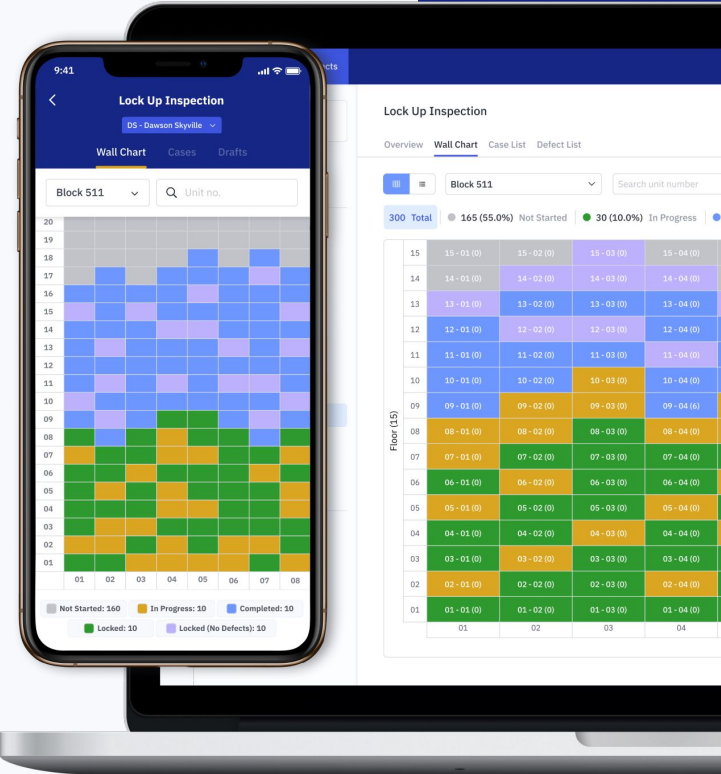 9:41
Lock Up Inspection
DS - Dawson Skyville
Wall Chart Cases Drafts
Block 511
Unit no.
20
19
18
17
16
15
14
13
12
11
10
09
08
07
06
05
04
03
02
01
01 02 03 04 05 06 07 08
Not Started: 160 In Progress: 10 Completed: 10
Locked: 10 Locked (No Defects): 10
cts
Lock Up Inspection
Overview Wall Chart Case List Defect List
Block 511
Search unit number
300 Total 165 (55.0%) Not Started 30 (10.0%) In Progress
Floor (15)
15 15 - 01 (0) 15 - 02 (0) 15 - 03 (0) 15 - 04 (0)
14 14 - 01 (0) 14 - 02 (0) 14 - 03 (0) 14 - 04 (0)
13 13 - 01 (0) 13 - 02 (0) 13 - 03 (0) 13 - 04 (0)
12 12 - 01 (0) 12 - 02 (0) 12 - 03 (0) 12 - 04 (0)
11 11 - 01 (0) 11 - 02 (0) 11 - 03 (0) 11 - 04 (0)
10 10 - 01 (0) 10 - 02 (0) 10 - 03 (0) 10 - 04 (0)
09 09 - 01 (0) 09 - 02 (0) 09 - 03 (0) 09 - 04 (6)
08 08 - 01 (0) 08 - 02 (0) 08 - 03 (0) 08 - 04 (0)
07 07 - 01 (0) 07 - 02 (0) 07 - 03 (0) 07 - 04 (0)
06 06 - 01 (0) 06 - 02 (0) 06 - 03 (0) 06 - 04 (0)
05 05 - 01 (0) 05 - 02 (0) 05 - 03 (0) 05 - 04 (0)
04 04 - 01 (0) 04 - 02 (0) 04 - 03 (0) 04 - 04 (0)
03 03 - 01 (0) 03 - 02 (0) 03 - 03 (0) 03 - 04 (0)
02 02 - 01 (0) 02 - 02 (0) 02 - 03 (0) 02 - 04 (0)
01 01 - 01 (0) 01 - 02 (0) 01 - 03 (0) 01 - 04 (0)
01 02 03 04